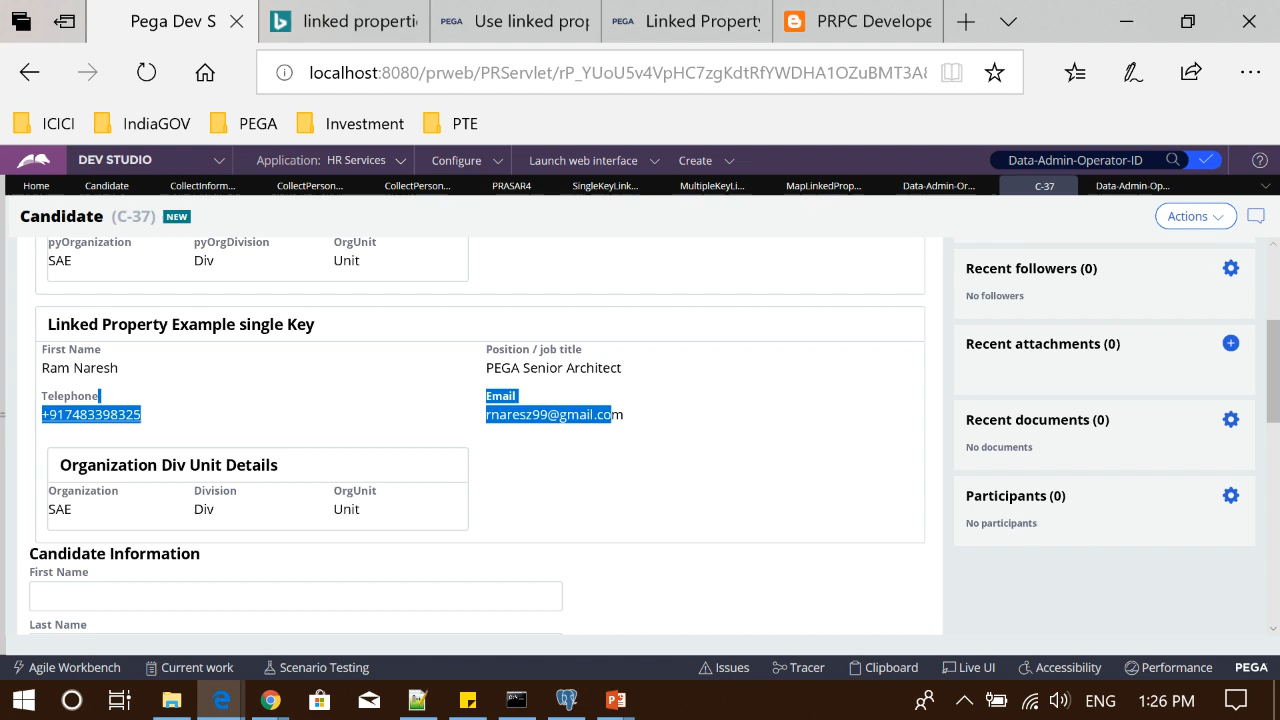 Pega Dev S
linked properti
PEGA Use linked prop
PEGA Linked Property
PRPC Develope
localhost:8080/prweb/PRServlet/rP_YUoU5v4VpHC7zgKdtRfYWDHA1OZuBMT3A8
ICICI IndiaGOV PEGA Investment PTE
DEV STUDIO Application: HR Services Configure Launch web interface Create Data-Admin-Operator-ID
Home Candidate CollectInform... CollectPerson... CollectPerson... PRASAR4 SingleKeyLink... MultipleKeyLi... MapLinkedProp... Data-Admin-Or... C-37 Data-Admin-Op...
Candidate (C-37) NEW
Actions
pyOrganization pyOrgDivision OrgUnit
SAE Div Unit
Linked Property Example single Key
First Name Position / job title
Ram Naresh PEGA Senior Architect
Telephone Email
+917483398325 rnaresz99@gmail.com
Organization Div Unit Details
Organization Division OrgUnit
SAE Div Unit
Candidate Information
First Name
Last Name
Recent followers (0)
No followers
Recent attachments (0)
Recent documents (0)
No documents
Participants (0)
No participants
Agile Workbench Current work Scenario Testing Issues Tracer Clipboard Live UI Accessibility Performance PEGA
ENG 1:26 PM